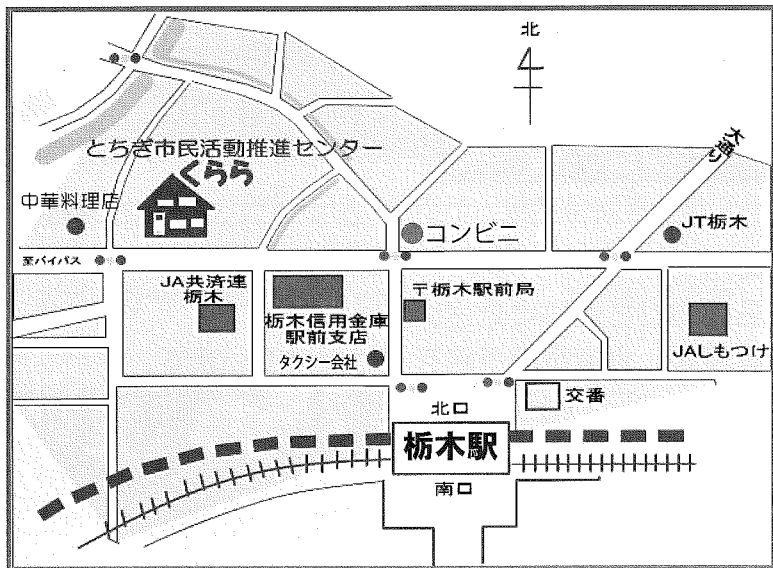 北
大通り
とちぎ市民活動推進センター
くらら
中華料理店
コンビニ
JT栃木
至バイパス
JA共済連
栃木
栃木信用金庫
駅前支店
タクシー会社
〒栃木駅前局
JAしもつけ
交番
北口
栃木駅
南口